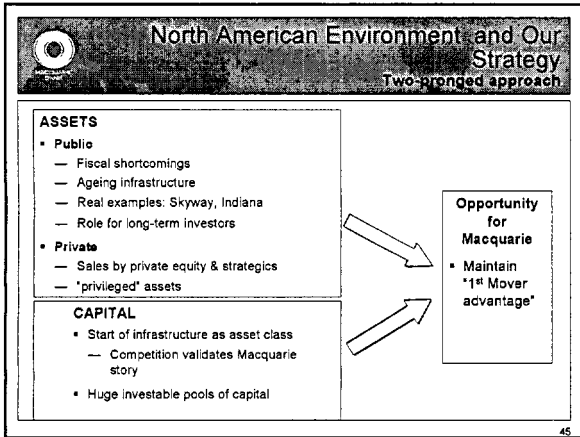 North American Environment and Our
Strategy
Two-pronged approach
MACQUARIE
ASSETS
▪ Public
— Fiscal shortcomings
— Ageing infrastructure
— Real examples: Skyway, Indiana
— Role for long-term investors
▪ Private
— Sales by private equity & strategics
— "privileged" assets
CAPITAL
▪ Start of infrastructure as asset class
— Competition validates Macquarie
story
▪ Huge investable pools of capital
Opportunity
for
Macquarie
▪ Maintain
"1st Mover
advantage"
45